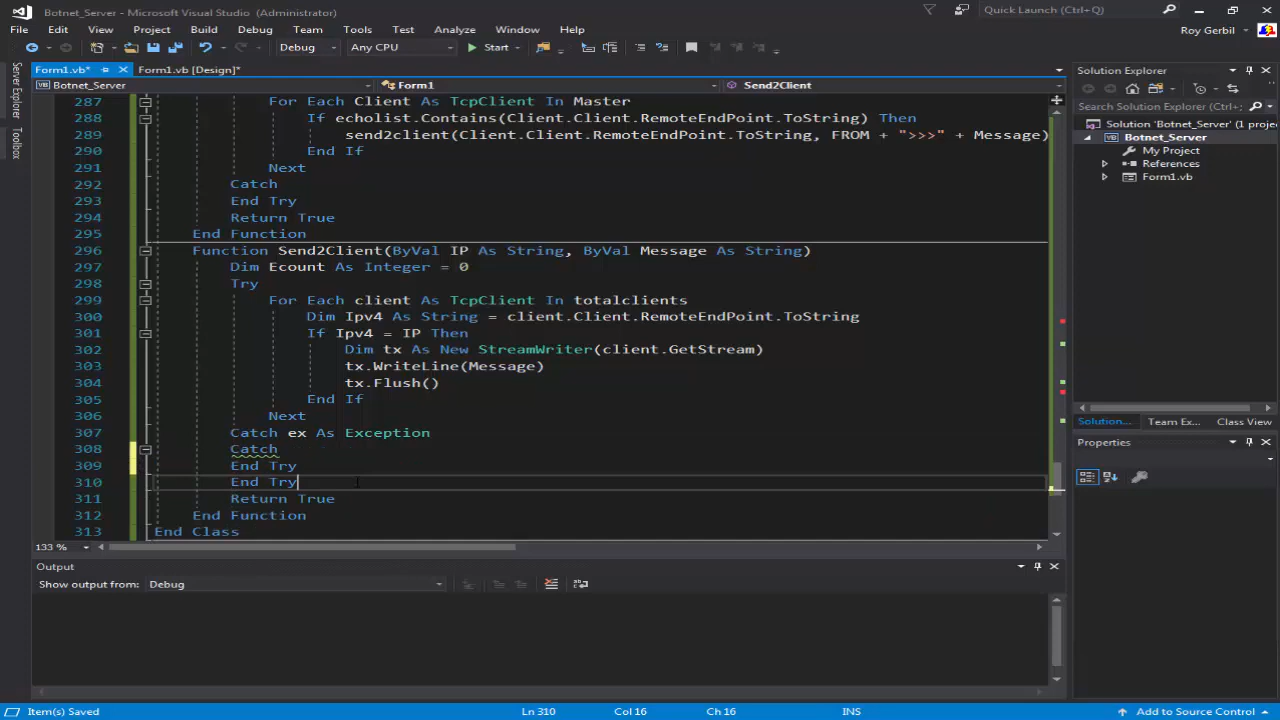 Botnet_Server - Microsoft Visual Studio (Administrator)
Quick Launch (Ctrl+Q)
File Edit View Project Build Debug Team Tools Test Analyze Window Help
Roy Gerbil
Debug Any CPU Start
Server Explorer
Toolbox
Form1.vb* Form1.vb [Design]*
Botnet_Server Form1 Send2Client
287 For Each Client As TcpClient In Master
288 If echolist.Contains(Client.Client.RemoteEndPoint.ToString) Then
289 send2client(Client.Client.RemoteEndPoint.ToString, FROM + ">>>" + Message)
290 End If
291 Next
292 Catch
293 End Try
294 Return True
295 End Function
296 Function Send2Client(ByVal IP As String, ByVal Message As String)
297 Dim Ecount As Integer = 0
298 Try
299 For Each client As TcpClient In totalclients
300 Dim Ipv4 As String = client.Client.RemoteEndPoint.ToString
301 If Ipv4 = IP Then
302 Dim tx As New StreamWriter(client.GetStream)
303 tx.WriteLine(Message)
304 tx.Flush()
305 End If
306 Next
307 Catch ex As Exception
308 Catch
309 End Try
310 End Try
311 Return True
312 End Function
313 End Class
133 %
Output
Show output from: Debug
Solution Explorer
Search Solution Explorer (Ctrl+;
Solution 'Botnet_Server' (1 projec
Botnet_Server
My Project
References
Form1.vb
Solution... Team Ex... Class View
Properties
Item(s) Saved Ln 310 Col 16 Ch 16 INS Add to Source Control